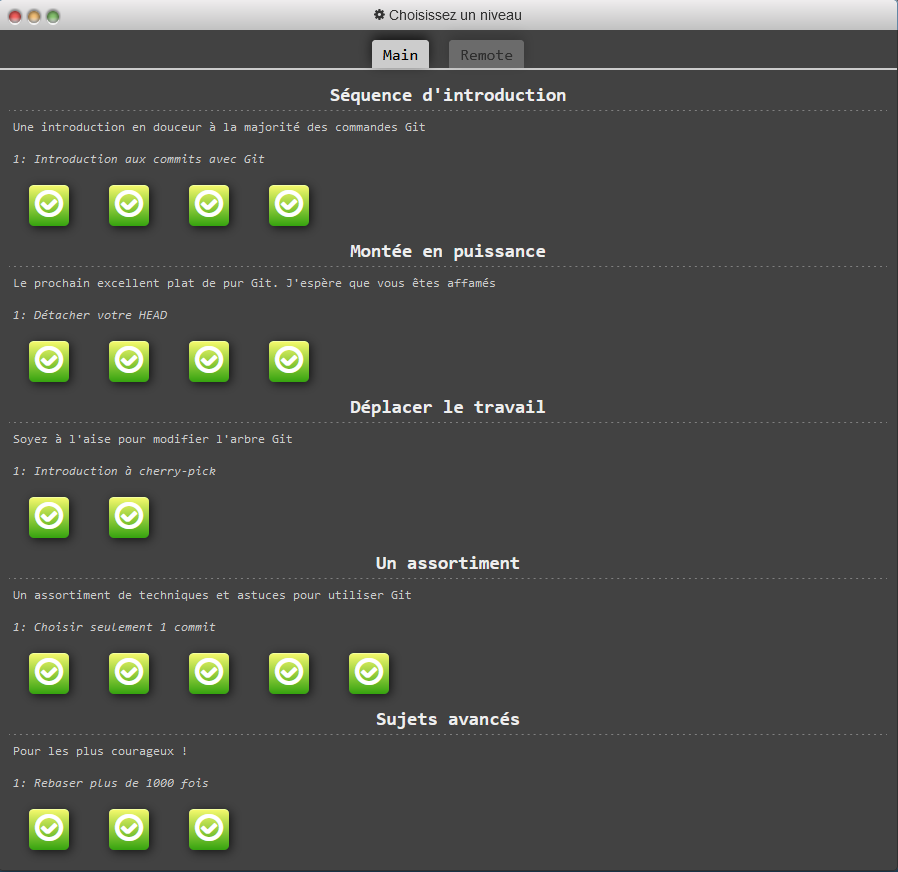 Choisissez un niveau
Main Remote
Séquence d'introduction
Une introduction en douceur à la majorité des commandes Git
1: Introduction aux commits avec Git
Montée en puissance
Le prochain excellent plat de pur Git. J'espère que vous êtes affamés
1: Détacher votre HEAD
Déplacer le travail
Soyez à l'aise pour modifier l'arbre Git
1: Introduction à cherry-pick
Un assortiment
Un assortiment de techniques et astuces pour utiliser Git
1: Choisir seulement 1 commit
Sujets avancés
Pour les plus courageux !
1: Rebaser plus de 1000 fois